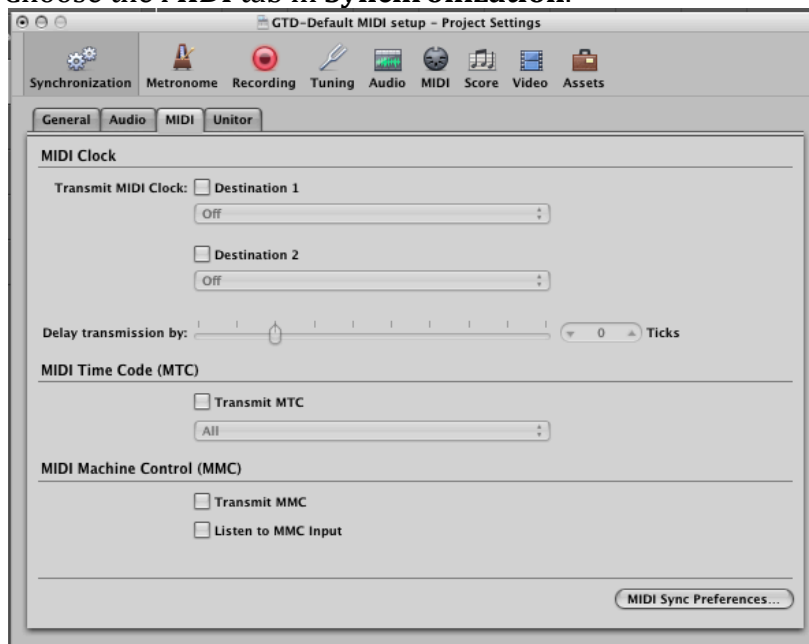 Choose the MIDI tab in Synchronization.
GTD-Default MIDI setup – Project Settings
Synchronization Metronome Recording Tuning Audio MIDI Score Video Assets
General Audio MIDI Unitor
MIDI Clock
Transmit MIDI Clock: Destination 1
Off
Destination 2
Off
Delay transmission by: 0 Ticks
MIDI Time Code (MTC)
Transmit MTC
All
MIDI Machine Control (MMC)
Transmit MMC
Listen to MMC Input
MIDI Sync Preferences...